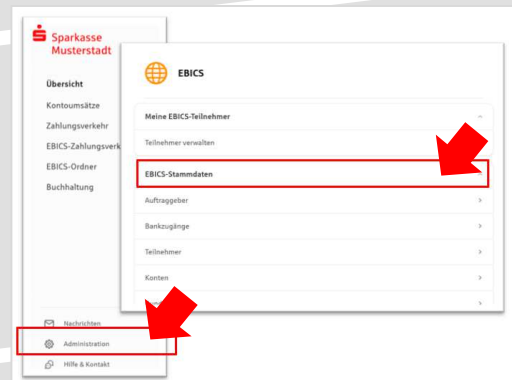 Sparkasse
Musterstadt
Übersicht
Kontoumsätze
Zahlungsverkehr
EBICS-Zahlungsverk
EBICS-Ordner
Buchhaltung
Nachrichten
Administration
Hilfe & Kontakt
EBICS
Meine EBICS-Teilnehmer
Teilnehmer verwalten
EBICS-Stammdaten
Auftraggeber
Bankzugänge
Teilnehmer
Konten